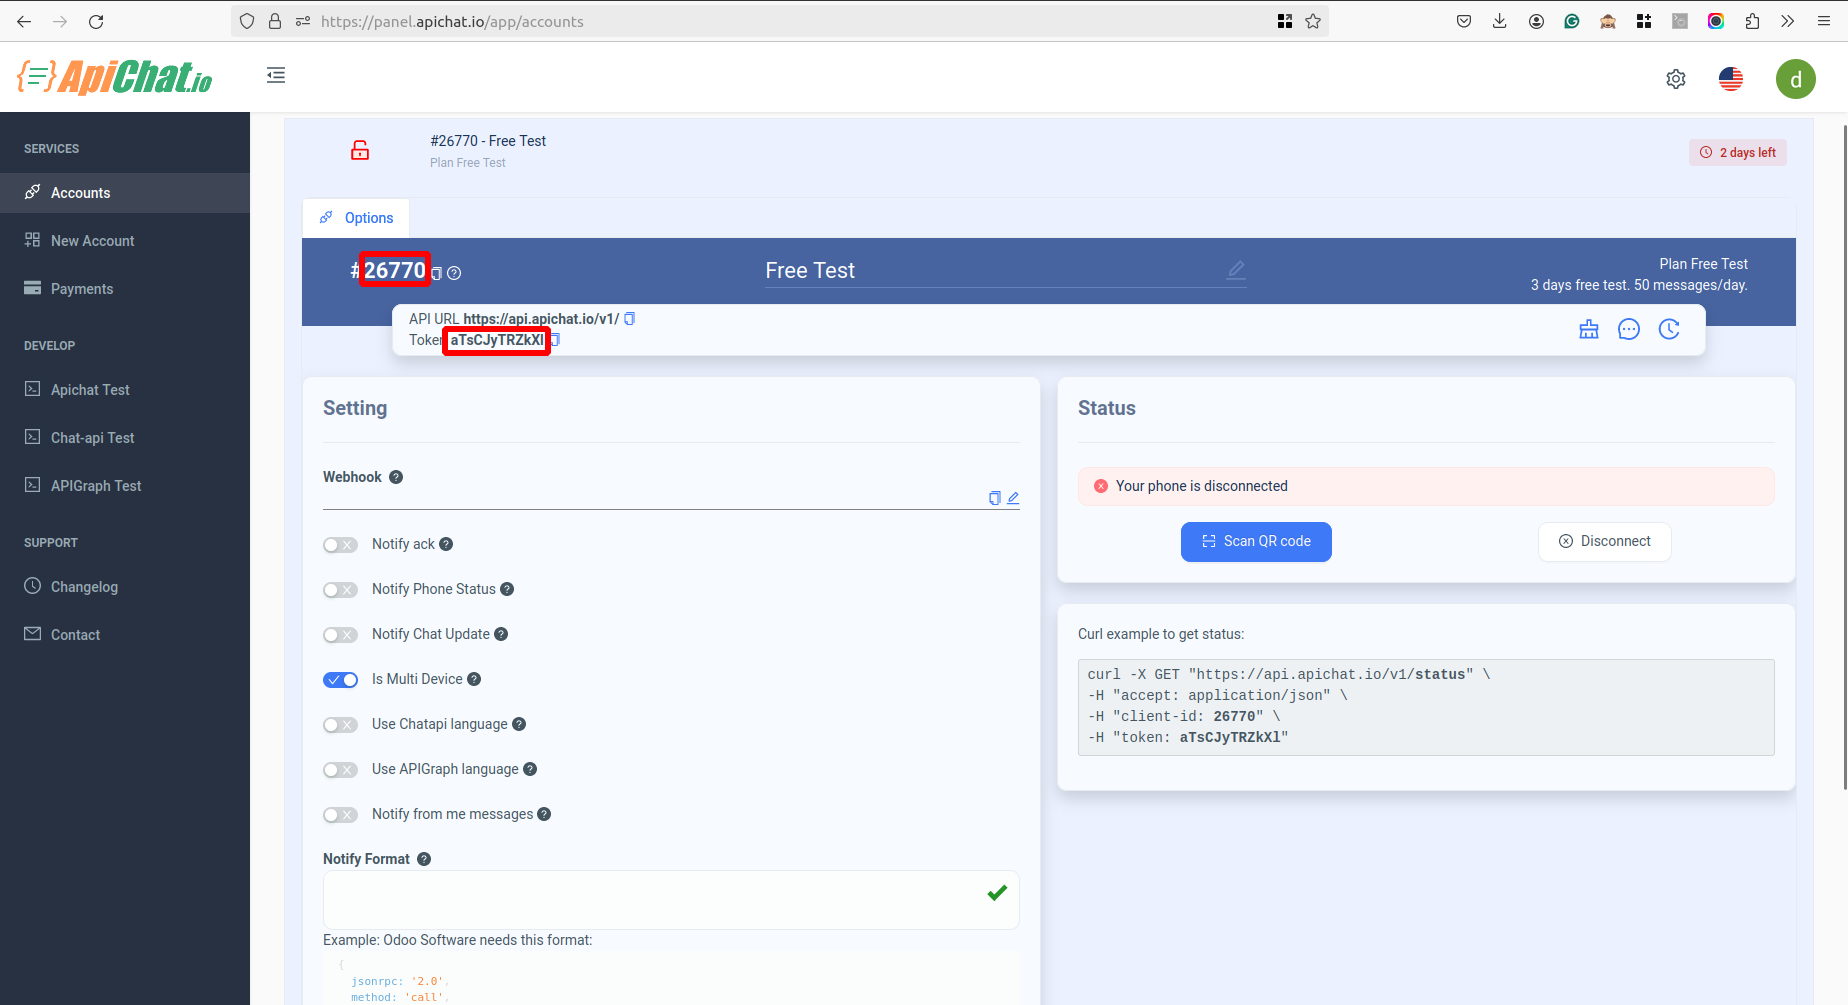 https://panel.apichat.io/app/accounts
{=}ApiChat.io
d
SERVICES
Accounts
New Account
Payments
DEVELOP
Apichat Test
Chat-api Test
APIGraph Test
SUPPORT
Changelog
Contact
#26770 - Free Test
Plan Free Test
2 days left
Options
#26770
Free Test
Plan Free Test
3 days free test. 50 messages/day.
API URL https://api.apichat.io/v1/
Token aTsCJyTRZkXl
Setting
Webhook
Notify ack
Notify Phone Status
Notify Chat Update
Is Multi Device
Use Chatapi language
Use APIGraph language
Notify from me messages
Notify Format
Example: Odoo Software needs this format:
{
jsonrpc: '2.0',
method: 'call',
Status
Your phone is disconnected
Scan QR code
Disconnect
Curl example to get status:
curl -X GET "https://api.apichat.io/v1/status" \
-H "accept: application/json" \
-H "client-id: 26770" \
-H "token: aTsCJyTRZkXl"